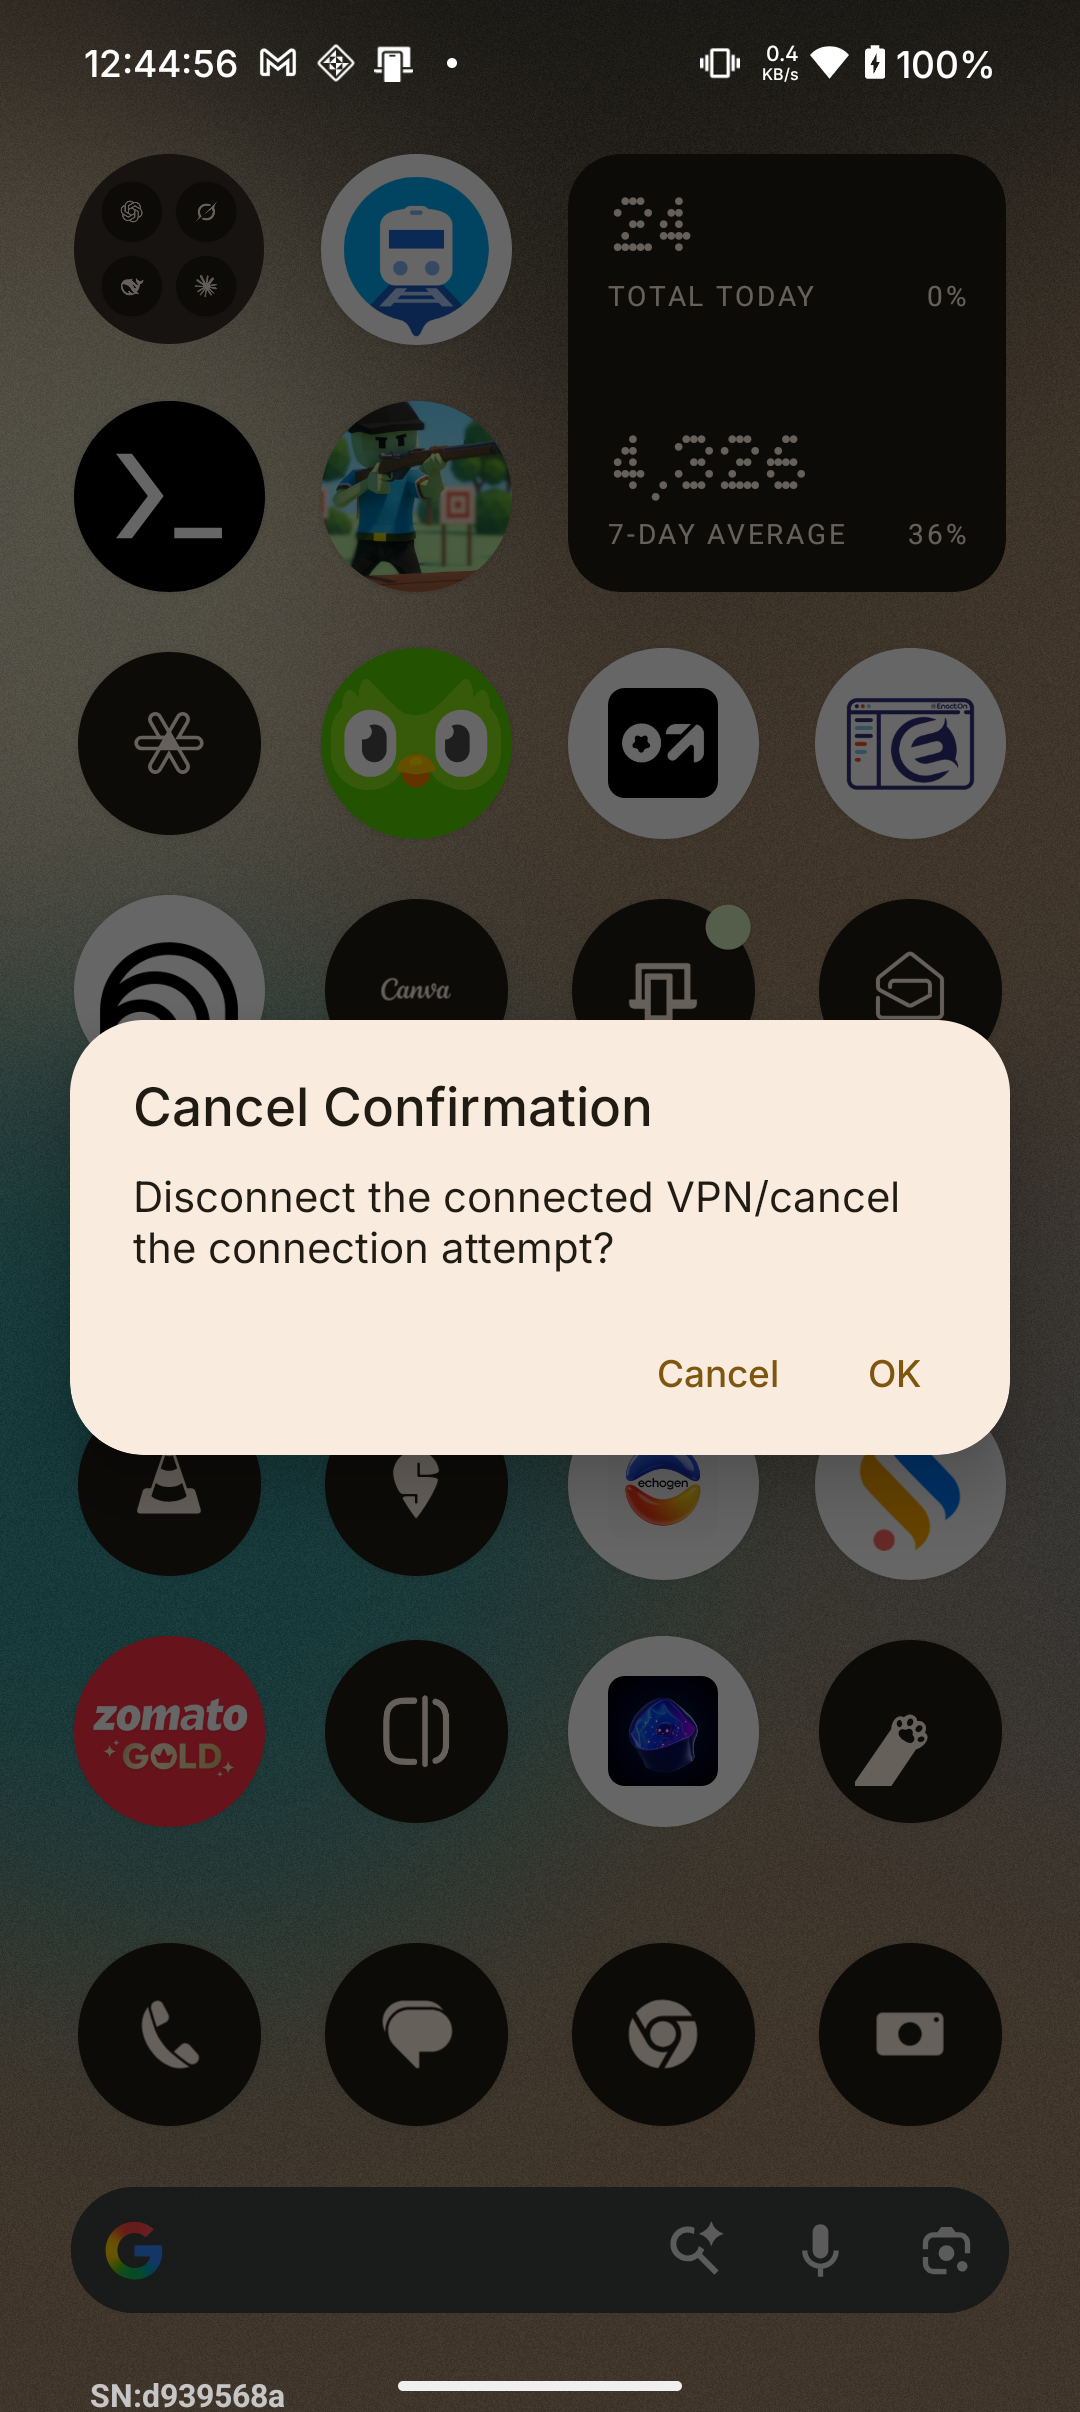 12:44:56
0.4
KB/s
100%
24
TOTAL TODAY 0%
4,326
7-DAY AVERAGE 36%
#EnactOn
Canva
Cancel Confirmation
Disconnect the connected VPN/cancel
the connection attempt?
Cancel OK
echogen
zomato
GOLD
SN:d939568a